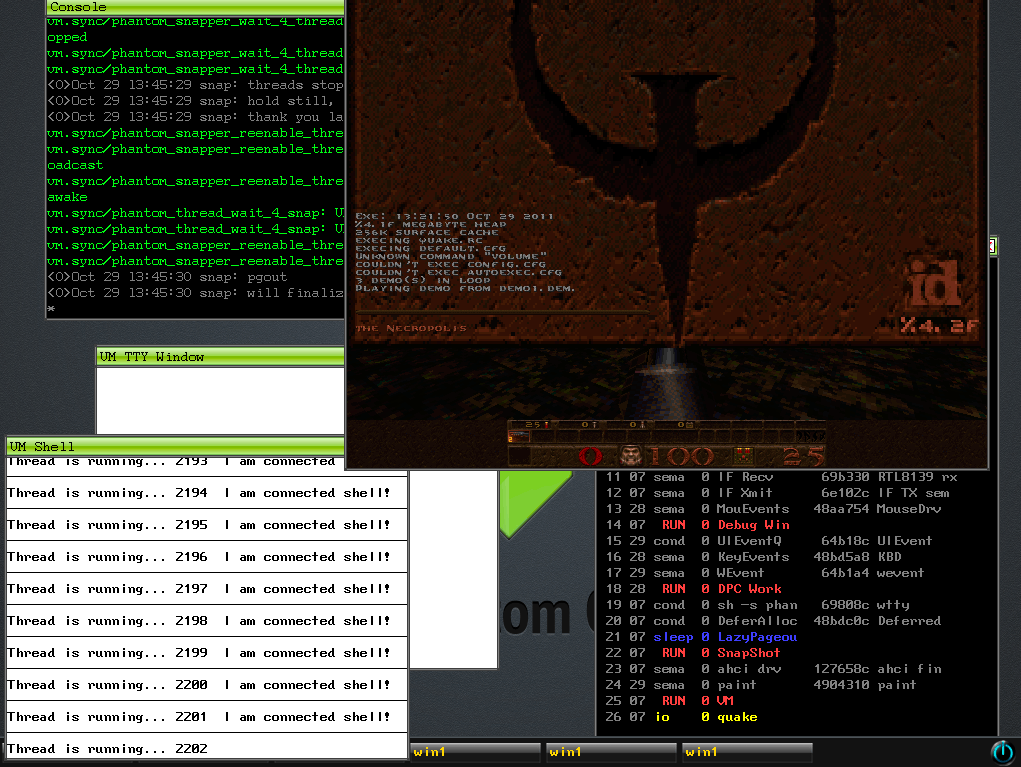 Console
vm.sync/phantom_snapper_wait_4_thread
opped
vm.sync/phantom_snapper_wait_4_thread
vm.sync/phantom_snapper_wait_4_thread
<0>Oct 29 13:45:29 snap: threads stop
<0>Oct 29 13:45:29 snap: hold still,
<0>Oct 29 13:45:29 snap: thank you la
vm.sync/phantom_snapper_reenable_thre
vm.sync/phantom_snapper_reenable_thre
oadcast
vm.sync/phantom_snapper_reenable_thre
awake
vm.sync/phantom_thread_wait_4_snap: V
vm.sync/phantom_thread_wait_4_snap: V
vm.sync/phantom_snapper_reenable_thre
vm.sync/phantom_snapper_reenable_thre
<0>Oct 29 13:45:30 snap: pgout
<0>Oct 29 13:45:30 snap: will finaliz
*
Exe: 13:21:50 Oct 29 2011
%4.1f megabyte heap
256K surface cache
execing quake.rc
execing default.cfg
Unknown command "volume"
couldn't exec config.cfg
couldn't exec autoexec.cfg
3 demo(s) in loop
Playing demo from demo1.dem.
the Necropolis
id
%4.2f
25 0 0 0
0 100 25
VM TTY Window
VM Shell
Thread is running... 2193 I am connected
Thread is running... 2194 I am connected shell!
Thread is running... 2195 I am connected shell!
Thread is running... 2196 I am connected shell!
Thread is running... 2197 I am connected shell!
Thread is running... 2198 I am connected shell!
Thread is running... 2199 I am connected shell!
Thread is running... 2200 I am connected shell!
Thread is running... 2201 I am connected shell!
Thread is running... 2202
om
11 07 sema 0 IF Recv 69b330 RTL8139 rx
12 07 sema 0 IF Xmit 6e102c IF TX sem
13 28 sema 0 MouEvents 48aa754 MouseDrv
14 07 RUN 0 Debug Win
15 29 cond 0 UIEventQ 64b18c UIEvent
16 28 sema 0 KeyEvents 48bd5a8 KBD
17 29 sema 0 WEvent 64b1a4 wevent
18 28 RUN 0 DPC Work
19 07 cond 0 sh -s phan 69808c wtty
20 07 cond 0 DeferAlloc 48bdc0c Deferred
21 07 sleep 0 LazyPageou
22 07 RUN 0 SnapShot
23 07 sema 0 ahci drv 127658c ahci fin
24 29 sema 0 paint 4904310 paint
25 07 RUN 0 VM
26 07 io 0 quake
win1 win1 win1